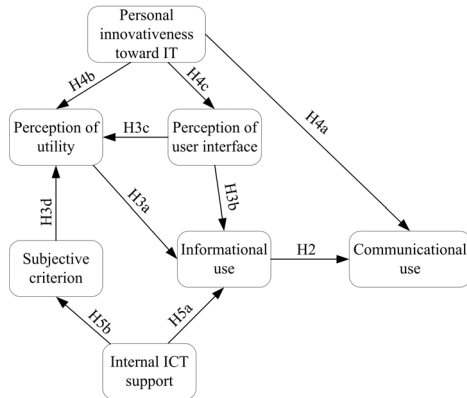 Personal
innovativeness
toward IT
H4b
H4c
H4a
Perception of
utility
H3c
Perception of
user interface
H3d
H3a
H3b
Subjective
criterion
Informational
use
H2
Communicational
use
H5b
H5a
Internal ICT
support